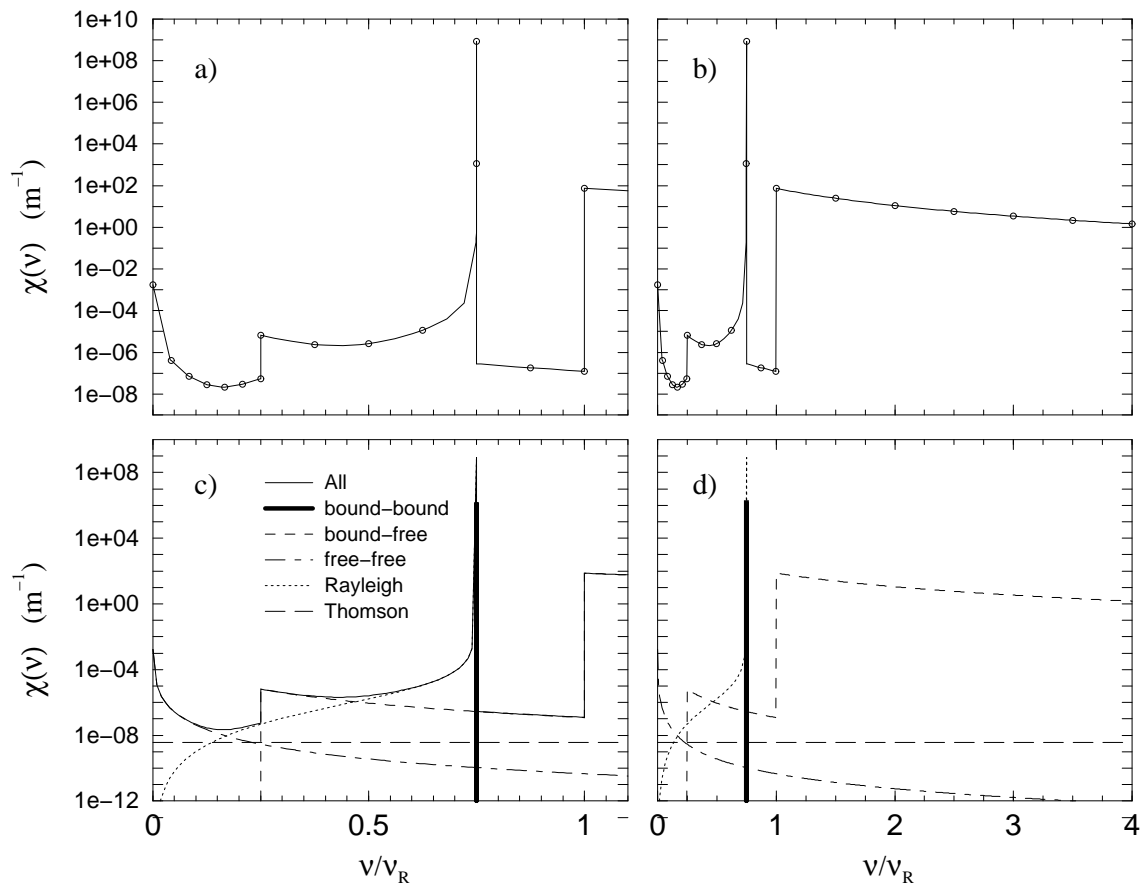 1e+10
1e+08
1e+06
1e+04
1e+02
1e+00
1e−02
1e−04
1e−06
1e−08
χ(ν) (m⁻¹)
a)
b)
1e+08
1e+04
1e+00
1e−04
1e−08
1e−12
χ(ν) (m⁻¹)
c)
All
bound−bound
bound−free
free−free
Rayleigh
Thomson
d)
0 0.5 1
0 1 2 3 4
ν/ν_R
ν/ν_R